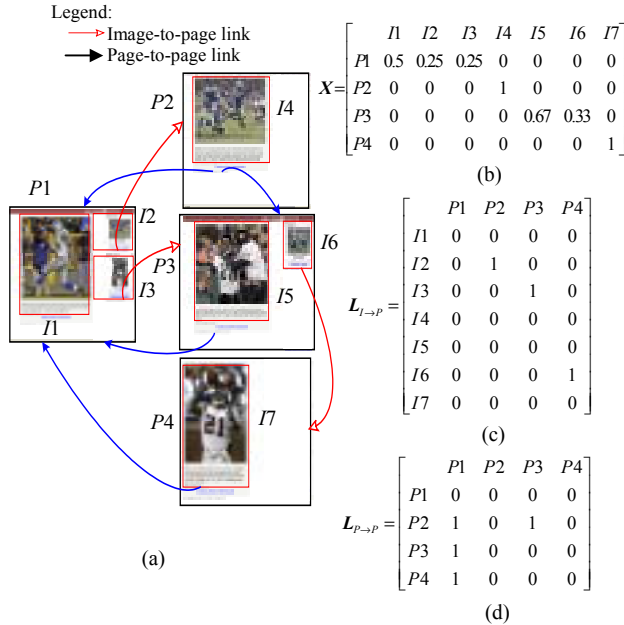 Legend:
Image-to-page link
Page-to-page link
P1
I1
I2
I3
P2
I4
P3
I5
I6
P4
I7
21
(a)
X=
I1 I2 I3 I4 I5 I6 I7
P1 0.5 0.25 0.25 0 0 0 0
P2 0 0 0 1 0 0 0
P3 0 0 0 0 0.67 0.33 0
P4 0 0 0 0 0 0 1
(b)
L I→P =
P1 P2 P3 P4
I1 0 0 0 0
I2 0 1 0 0
I3 0 0 1 0
I4 0 0 0 0
I5 0 0 0 0
I6 0 0 0 1
I7 0 0 0 0
(c)
L P→P =
P1 P2 P3 P4
P1 0 0 0 0
P2 1 0 1 0
P3 1 0 0 0
P4 1 0 0 0
(d)